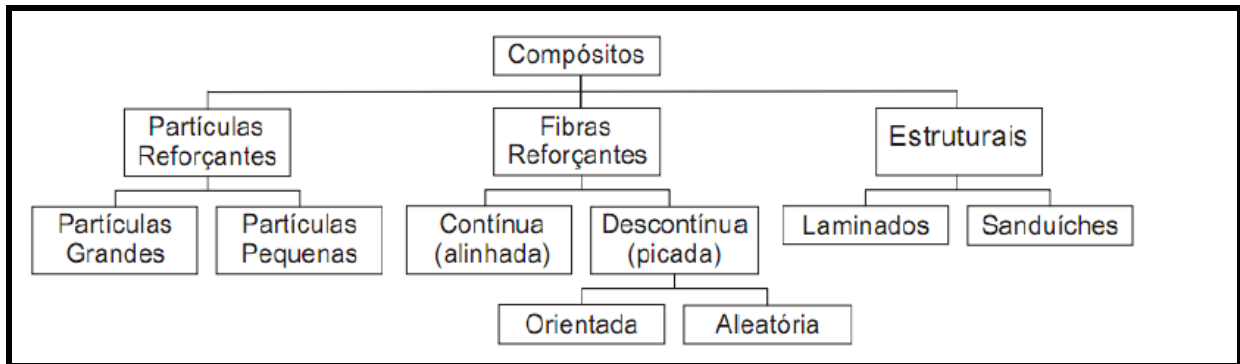 Compósitos
Partículas
Reforçantes
Fibras
Reforçantes
Estruturais
Partículas
Grandes
Partículas
Pequenas
Contínua
(alinhada)
Descontínua
(picada)
Laminados
Sanduíches
Orientada
Aleatória